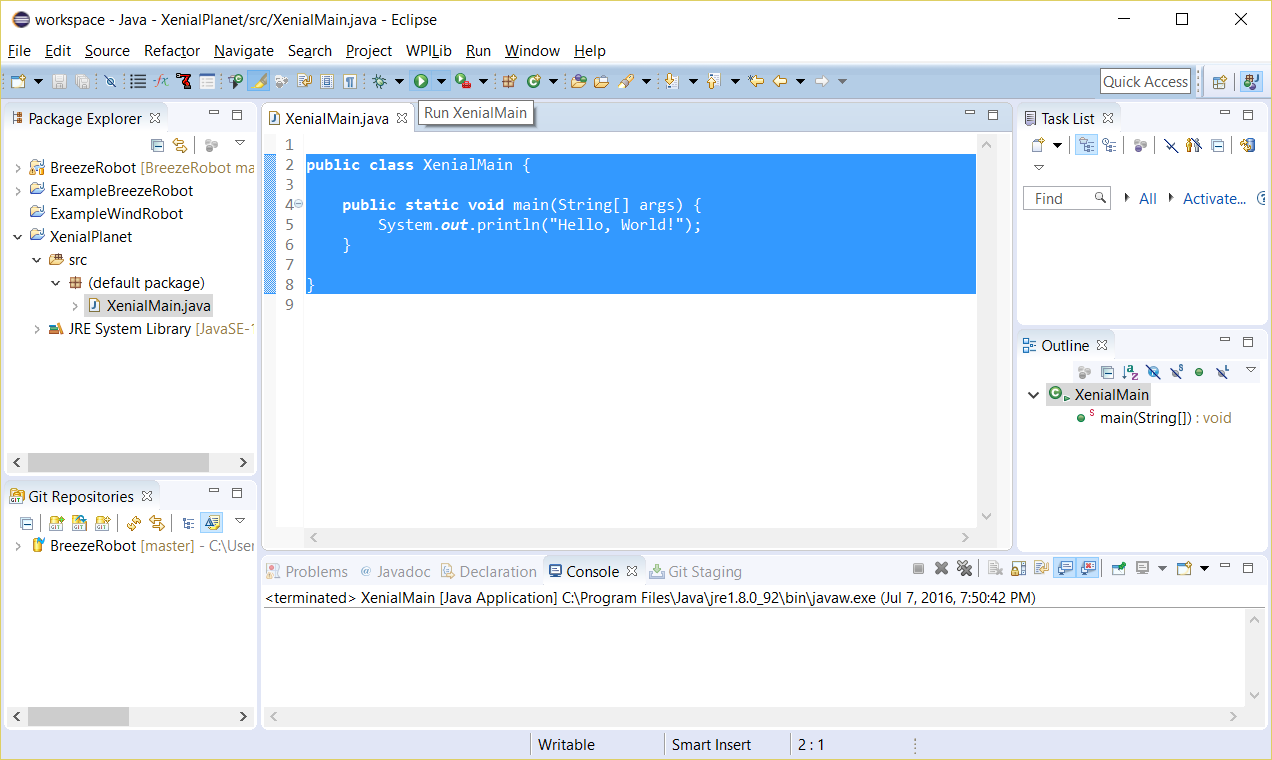 workspace - Java - XenialPlanet/src/XenialMain.java - Eclipse
File Edit Source Refactor Navigate Search Project WPILib Run Window Help
Quick Access
Package Explorer
BreezeRobot [BreezeRobot ma
ExampleBreezeRobot
ExampleWindRobot
XenialPlanet
src
(default package)
XenialMain.java
JRE System Library [JavaSE-1
Git Repositories
BreezeRobot [master] - C:\User
XenialMain.java
Run XenialMain
1
2 public class XenialMain {
3
4 public static void main(String[] args) {
5 System.out.println("Hello, World!");
6 }
7
8 }
9
Task List
Find All Activate...
Outline
XenialMain
main(String[]) : void
Problems @ Javadoc Declaration Console Git Staging
<terminated> XenialMain [Java Application] C:\Program Files\Java\jre1.8.0_92\bin\javaw.exe (Jul 7, 2016, 7:50:42 PM)
Writable Smart Insert 2 : 1